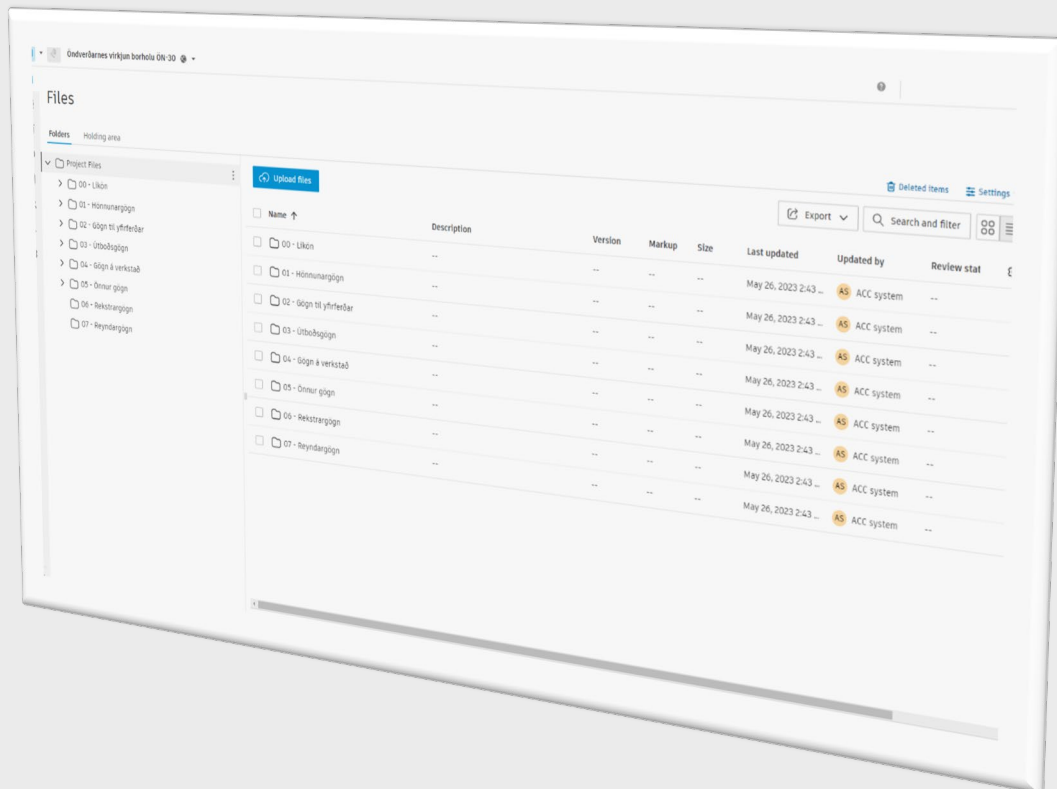 Öndverðarnes virkjun borholu ÖN-30
Files
Folders Holding area
Project Files
00 - Líkön
01 - Hönnunargögn
02 - Gögn til yfirferðar
03 - Útboðsgögn
04 - Gögn á verkstað
05 - Önnur gögn
06 - Rekstrargögn
07 - Reyndargögn
Upload files
Deleted items Settings
Export Search and filter
Name Description Version Markup Size Last updated Updated by Review stat
00 - Líkön -- -- -- -- May 26, 2023 2:43 ... AS ACC system --
01 - Hönnunargögn -- -- -- -- May 26, 2023 2:43 ... AS ACC system --
02 - Gögn til yfirferðar -- -- -- -- May 26, 2023 2:43 ... AS ACC system --
03 - Útboðsgögn -- -- -- -- May 26, 2023 2:43 ... AS ACC system --
04 - Gögn á verkstað -- -- -- -- May 26, 2023 2:43 ... AS ACC system --
05 - Önnur gögn -- -- -- -- May 26, 2023 2:43 ... AS ACC system --
06 - Rekstrargögn -- -- -- -- May 26, 2023 2:43 ... AS ACC system --
07 - Reyndargögn -- -- -- -- May 26, 2023 2:43 ... AS ACC system --